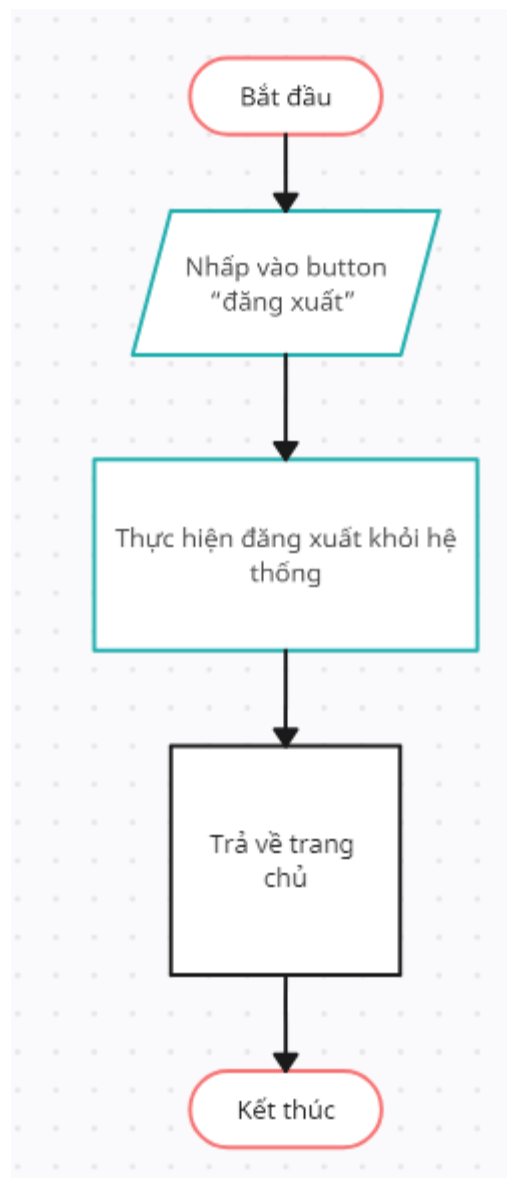 Bắt đầu
Nhấp vào button
“đăng xuất”
Thực hiện đăng xuất khỏi hệ
thống
Trả về trang
chủ
Kết thúc